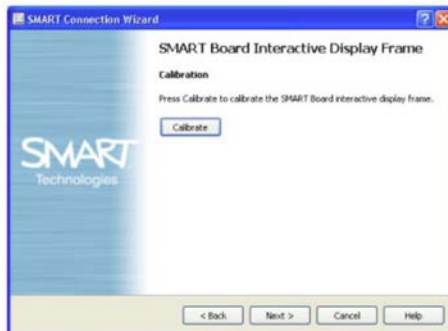 SMART Connection Wizard
SMART Board Interactive Display Frame
Calibration
Press Calibrate to calibrate the SMART Board interactive display frame.
Calibrate
SMART
Technologies
< Back Next > Cancel Help